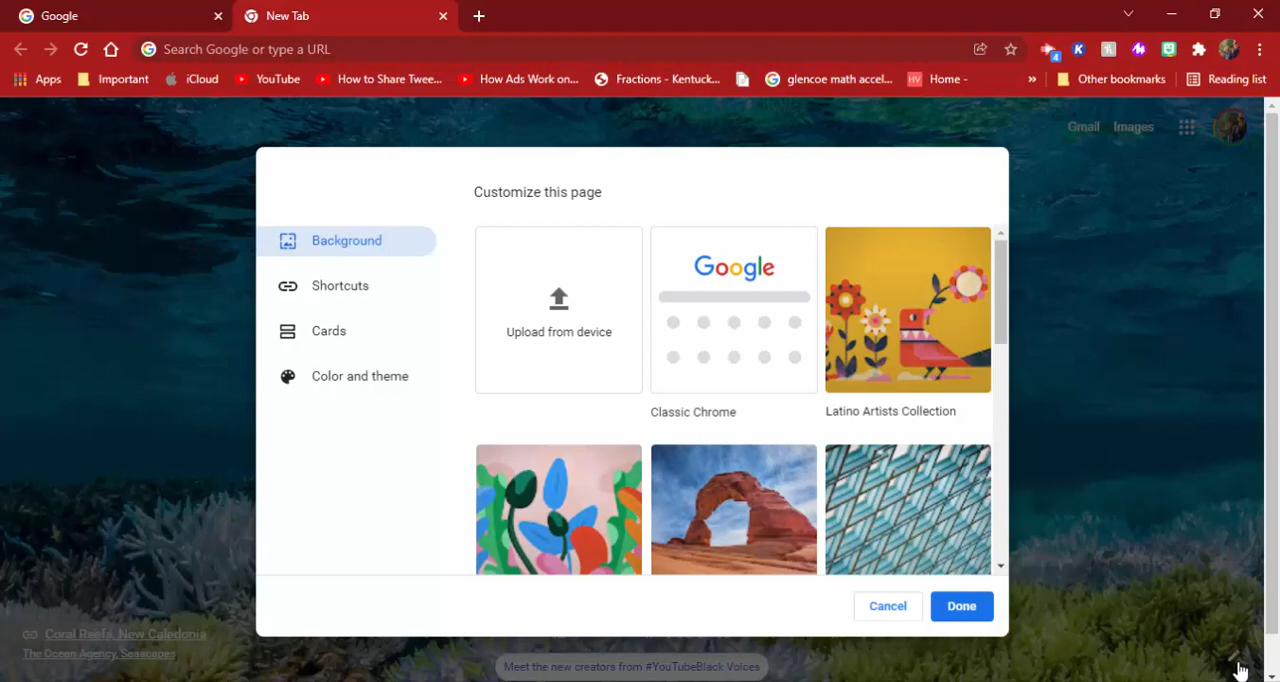 Google
New Tab
Search Google or type a URL
4
Apps
Important
iCloud
YouTube
How to Share Twee...
How Ads Work on...
Fractions - Kentuck...
glencoe math accel...
HV
Home -
»
Other bookmarks
Reading list
Gmail
Images
Customize this page
Background
Shortcuts
Cards
Color and theme
Upload from device
Google
Classic Chrome
Latino Artists Collection
Cancel
Done
Coral Reefs, New Caledonia
The Ocean Agency, Seascapes
Meet the new creators from #YouTubeBlack Voices